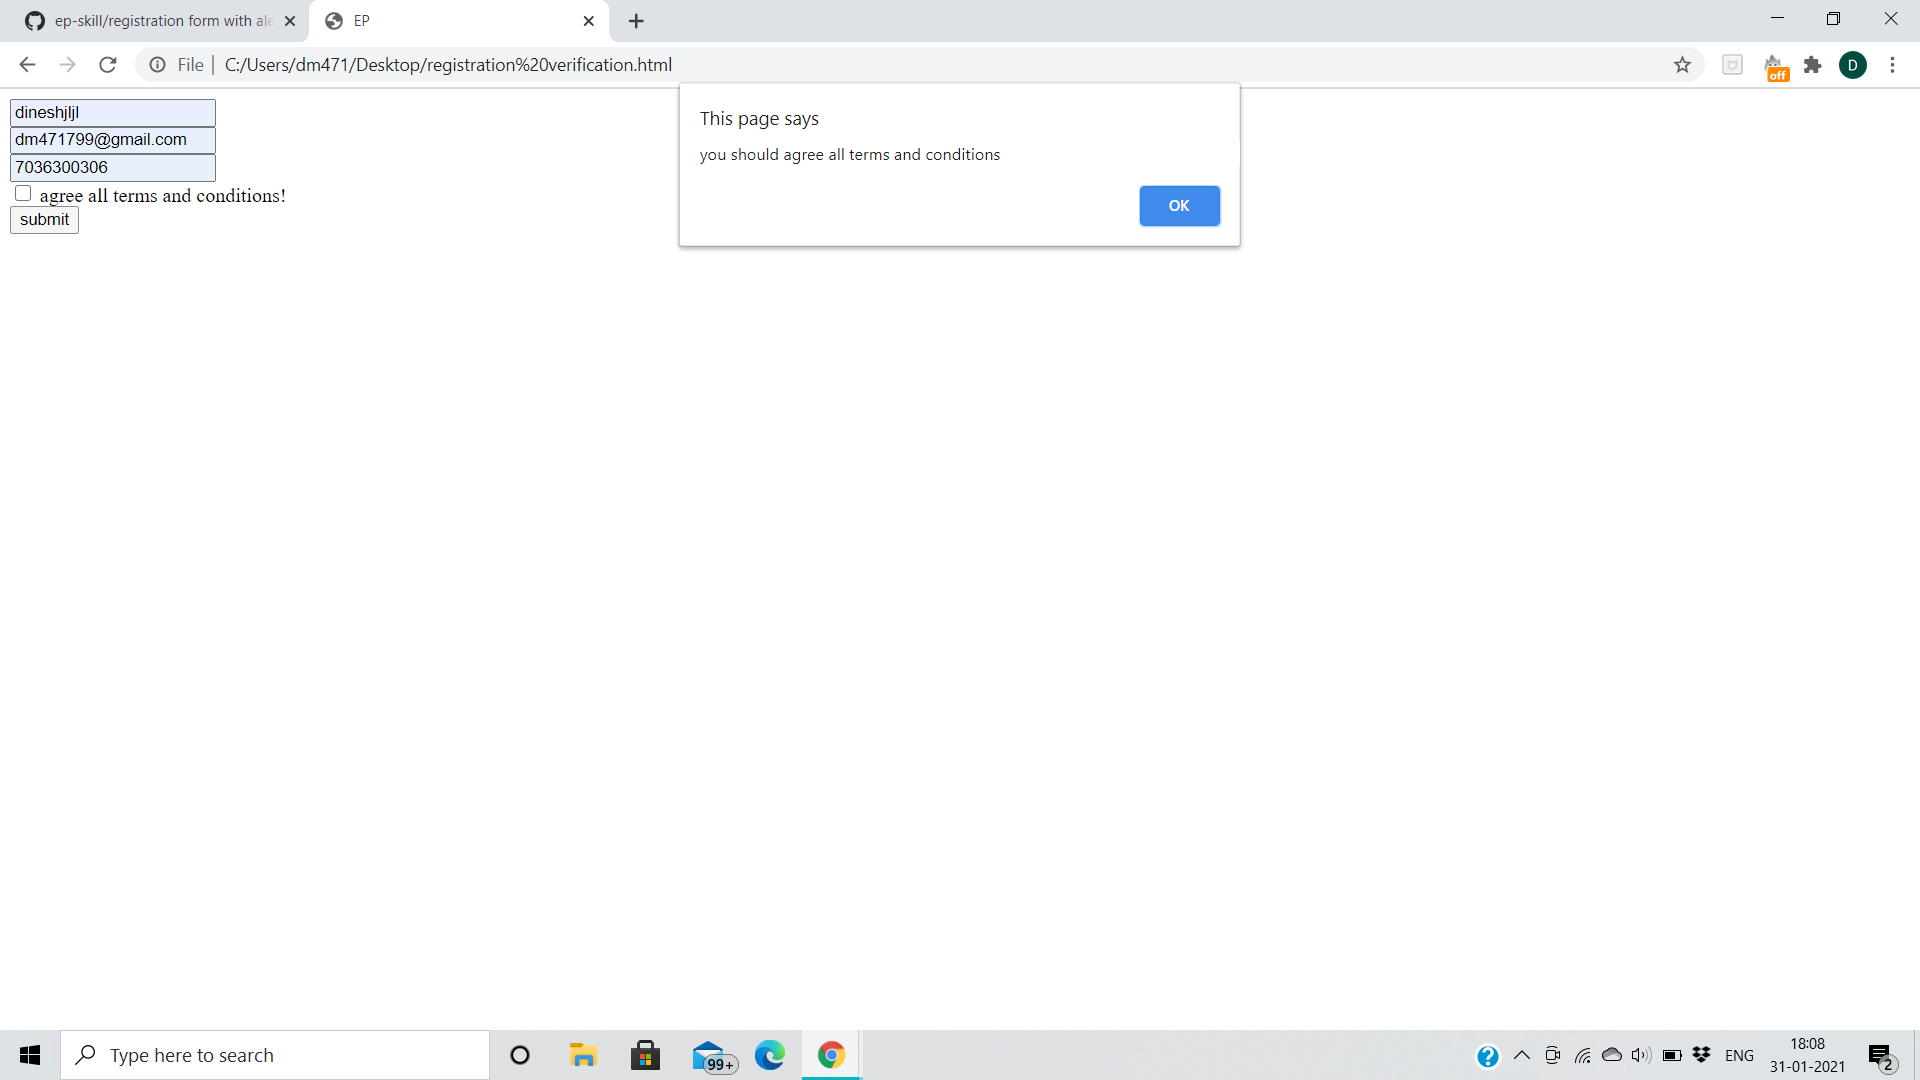 ep-skill/registration form with ale
EP
File
C:/Users/dm471/Desktop/registration%20verification.html
off
D
This page says
you should agree all terms and conditions
OK
dineshjljl
dm471799@gmail.com
7036300306
agree all terms and conditions!
submit
Type here to search
99+
ENG
18:08
31-01-2021
2